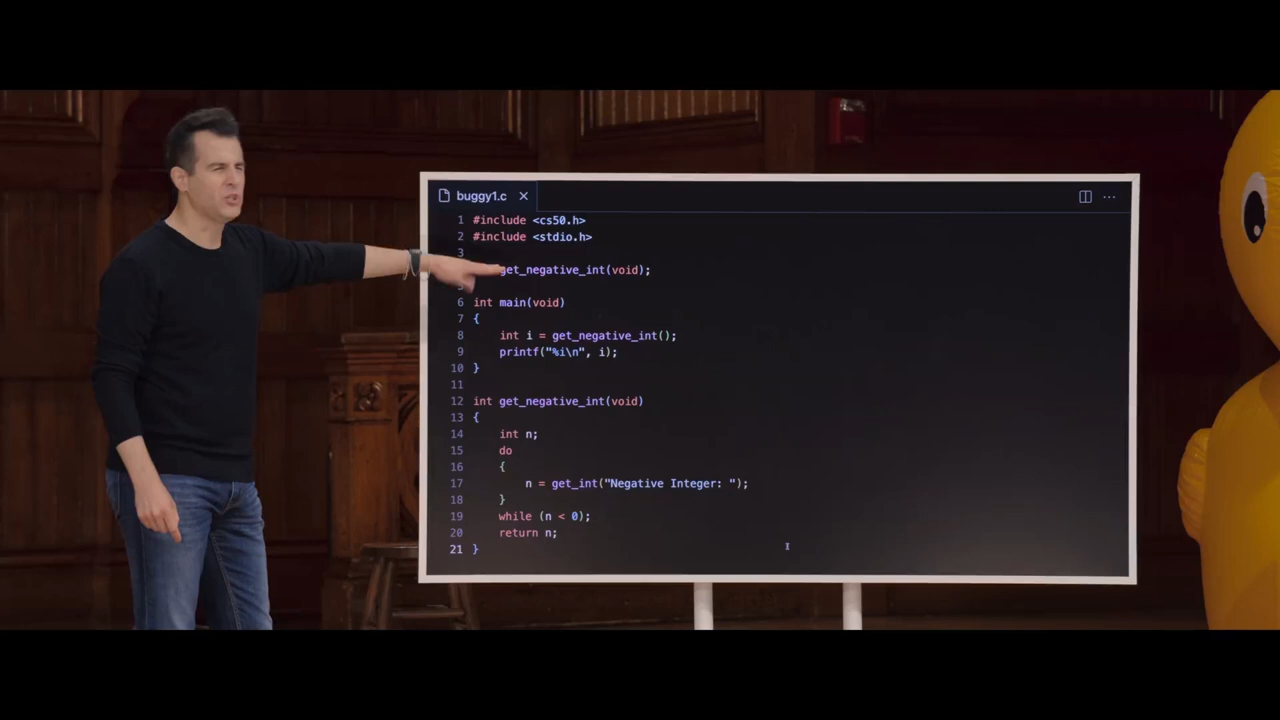 buggy1.c
1 #include <cs50.h>
2 #include <stdio.h>
3
get_negative_int(void);
6 int main(void)
7 {
8 int i = get_negative_int();
9 printf("%i\n", i);
10 }
11
12 int get_negative_int(void)
13 {
14 int n;
15 do
16 {
17 n = get_int("Negative Integer: ");
18 }
19 while (n < 0);
20 return n;
21 }